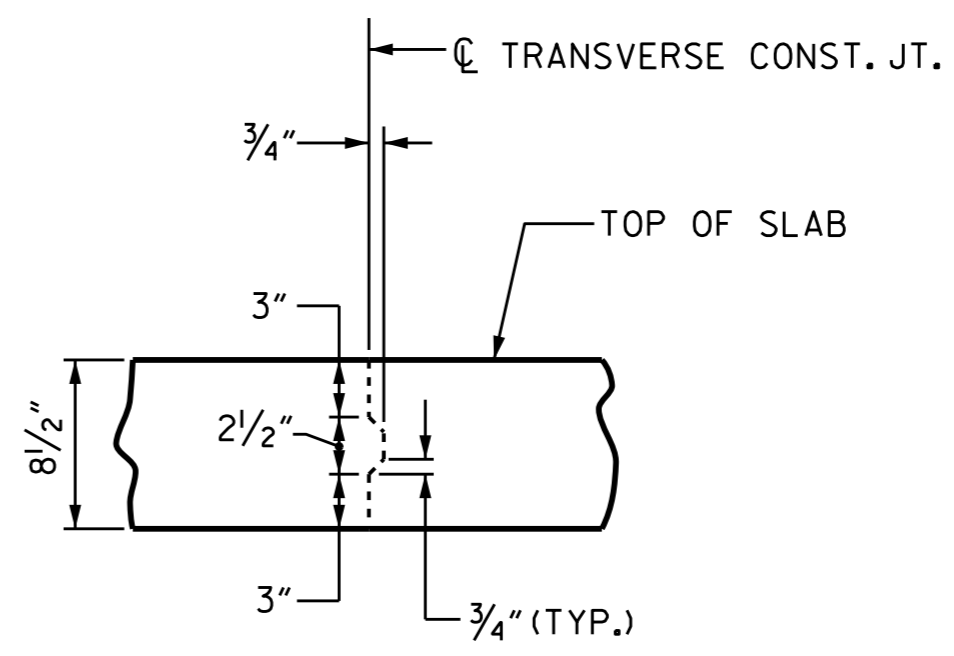 ℄ TRANSVERSE CONST. JT.
3/4"
TOP OF SLAB
3"
2 1/2"
8 1/2"
3"
3/4" (TYP.)